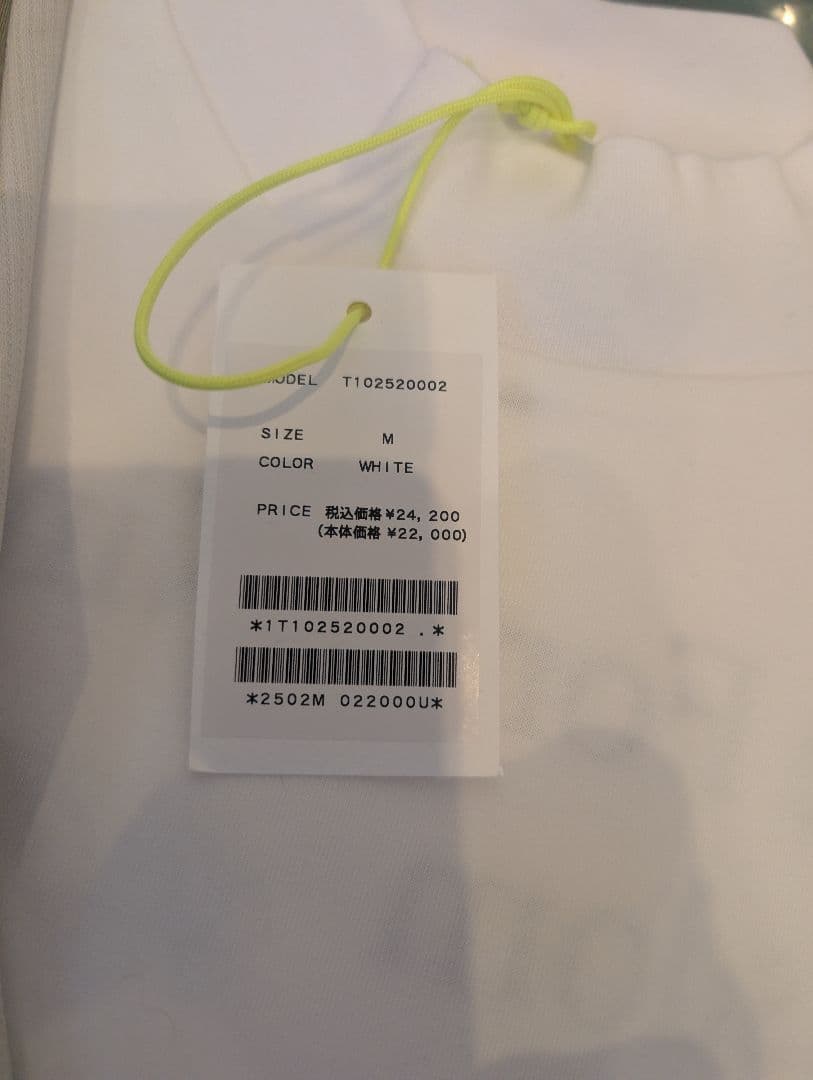 MODEL T102520002
SIZE M
COLOR WHITE
PRICE 税込価格 ¥24, 200
(本体価格 ¥22, 000)
*1T102520002 .*
*2502M 022000U*